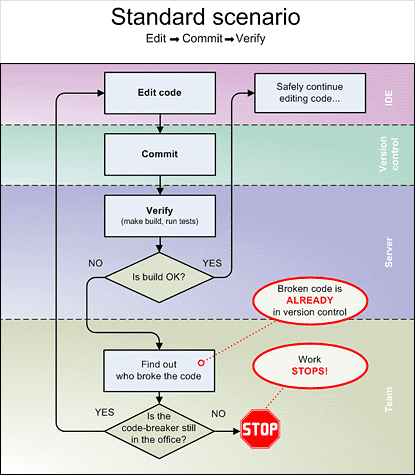 Standard scenario
Edit ➡ Commit ➡ Verify
Edit code
Safely continue
editing code...
IDE
Commit
Version
control
Verify
(make build, run tests)
Server
NO
YES
Is build OK?
Broken code is
ALREADY
in version control
Find out
who broke the code
Work
STOPS!
Team
YES
Is the
code-breaker still
in the office?
NO
STOP